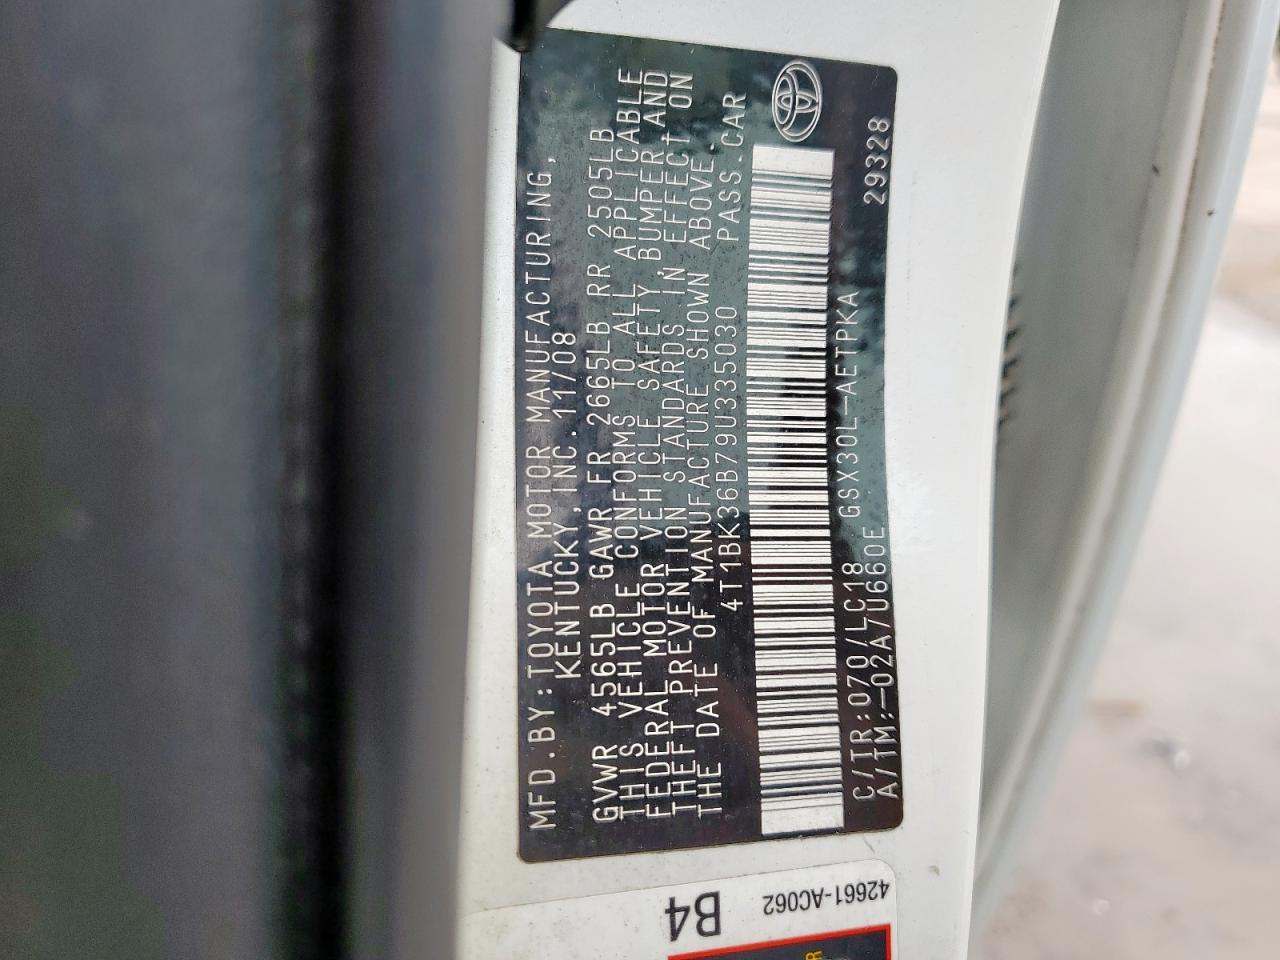 MFD.BY:TOYOTA MOTOR MANUFACTURING,
KENTUCKY,INC.11/08
GVWR 4565LB GAWR FR 2665LB RR 2505LB
THIS VEHICLE CONFORMS TO ALL APPLICABLE
FEDERAL MOTOR VEHICLE SAFETY,BUMPER AND
THEFT PREVENTION STANDARDS IN EFFECT ON
THE DATE OF MANUFACTURE SHOWN ABOVE.
4T1BK36B79U335030 PASS.CAR
C/TR:070/LC18 GSX30L-AETPKA 29328
A/TM:-02A/U660E
42661-AC062
B4